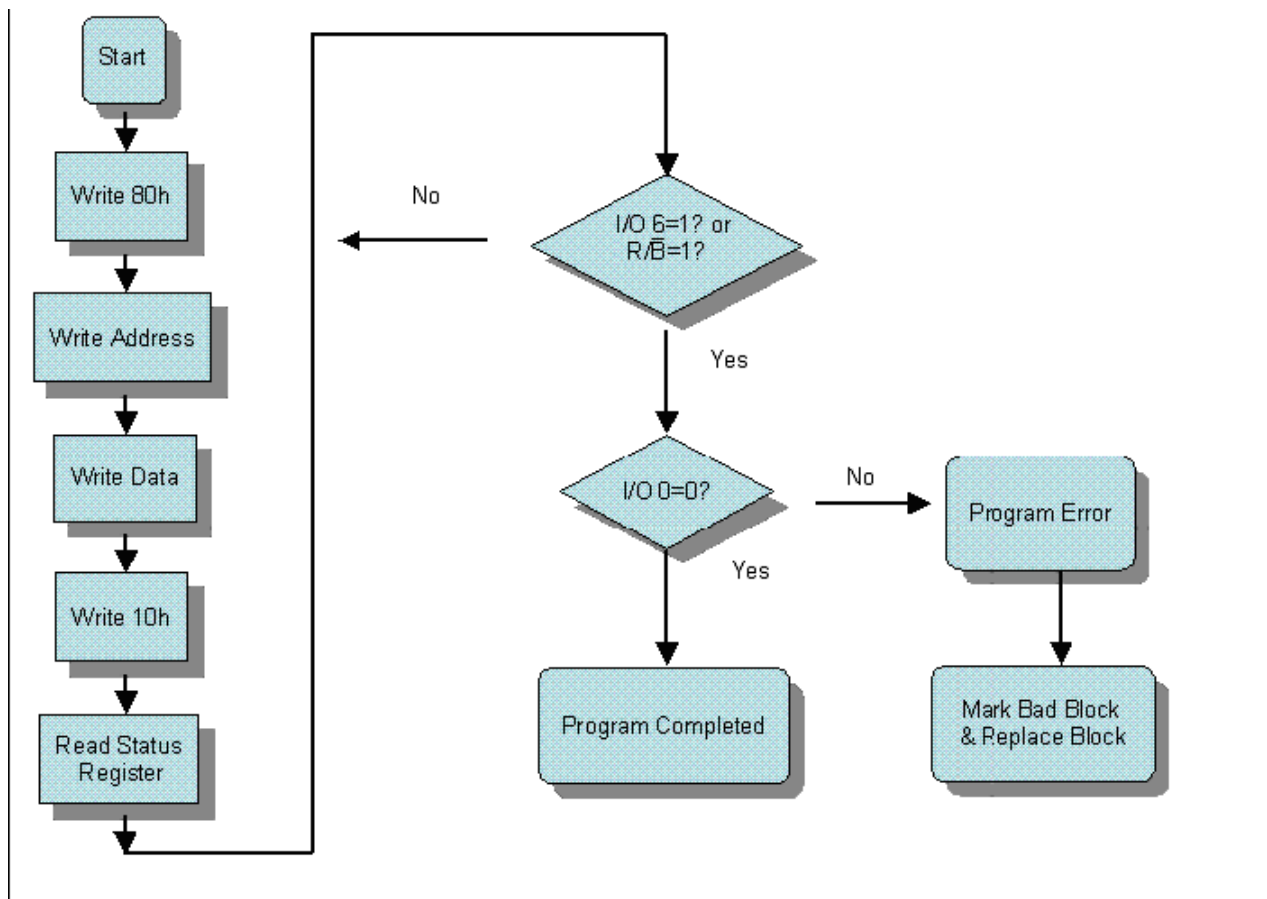 Start
Write 80h
Write Address
Write Data
Write 10h
Read Status
Register
No
I/O 6=1? or
R/B̅=1?
Yes
I/O 0=0?
No
Program Error
Yes
Program Completed
Mark Bad Block
& Replace Block